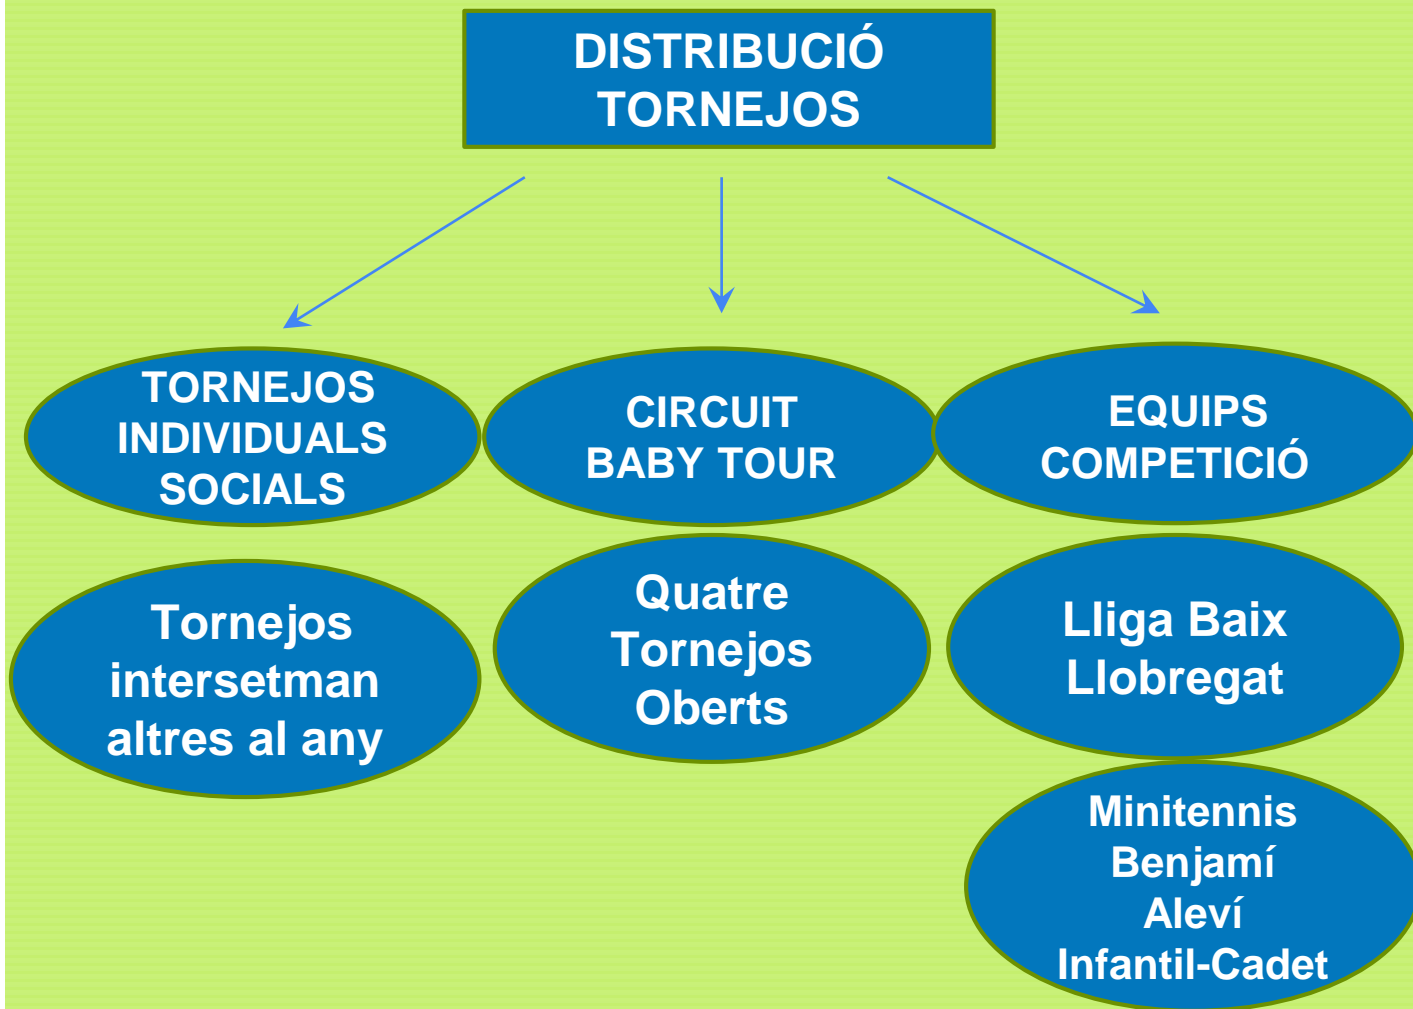 DISTRIBUCIÓ
TORNEJOS
TORNEJOS
INDIVIDUALS
SOCIALS
CIRCUIT
BABY TOUR
EQUIPS
COMPETICIÓ
Tornejos
intersetman
altres al any
Quatre
Tornejos
Oberts
Lliga Baix
Llobregat
Minitennis
Benjamí
Aleví
Infantil-Cadet